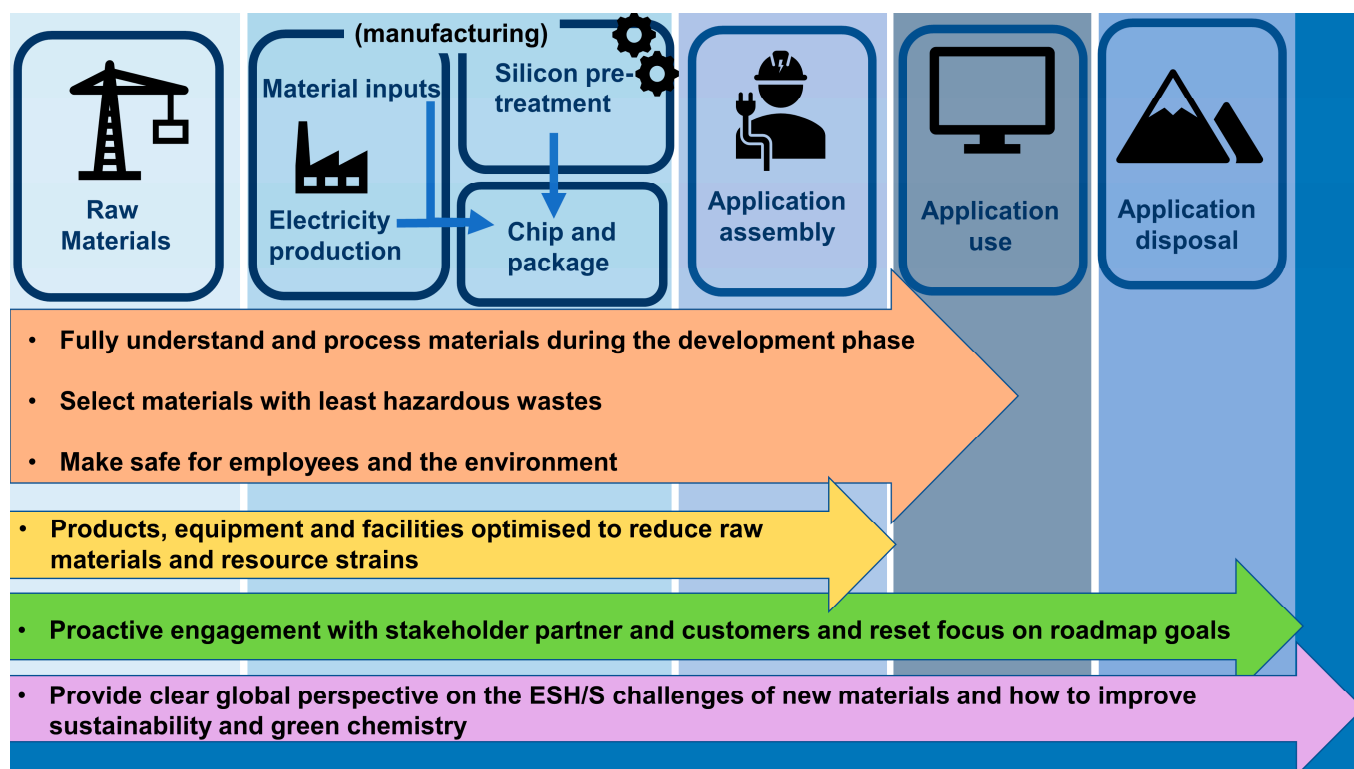 (manufacturing)
Raw
Materials
Material inputs
Electricity
production
Silicon pre-
treatment
Chip and
package
Application
assembly
Application
use
Application
disposal
• Fully understand and process materials during the development phase
• Select materials with least hazardous wastes
• Make safe for employees and the environment
• Products, equipment and facilities optimised to reduce raw
materials and resource strains
• Proactive engagement with stakeholder partner and customers and reset focus on roadmap goals
• Provide clear global perspective on the ESH/S challenges of new materials and how to improve
sustainability and green chemistry